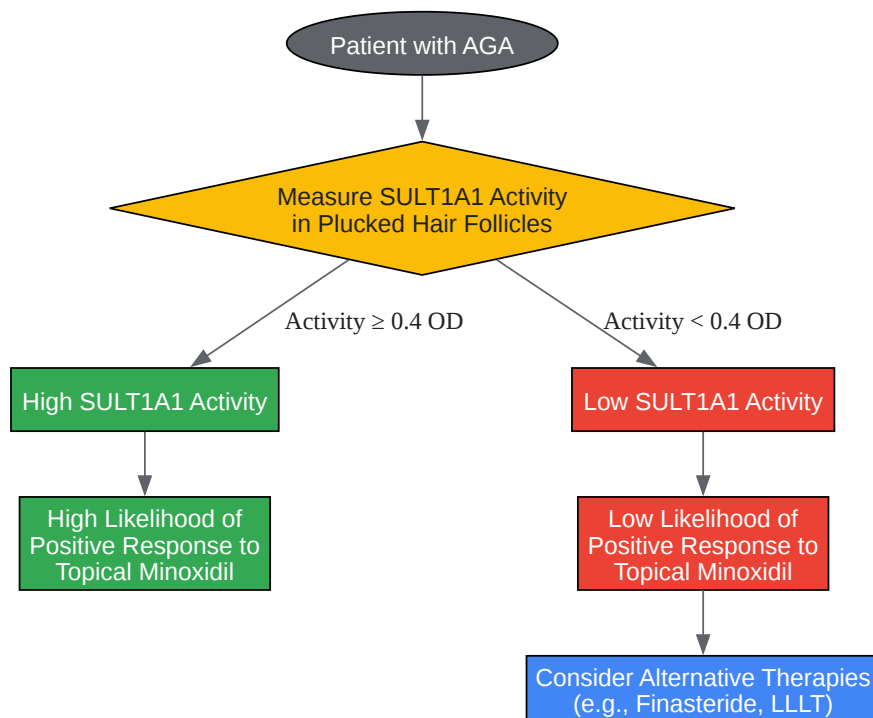 Patient with AGA
Measure SULT1A1 Activity
in Plucked Hair Follicles
Activity ≥ 0.4 OD
Activity < 0.4 OD
High SULT1A1 Activity
Low SULT1A1 Activity
High Likelihood of
Positive Response to
Topical Minoxidil
Low Likelihood of
Positive Response to
Topical Minoxidil
Consider Alternative Therapies
(e.g., Finasteride, LLLT)